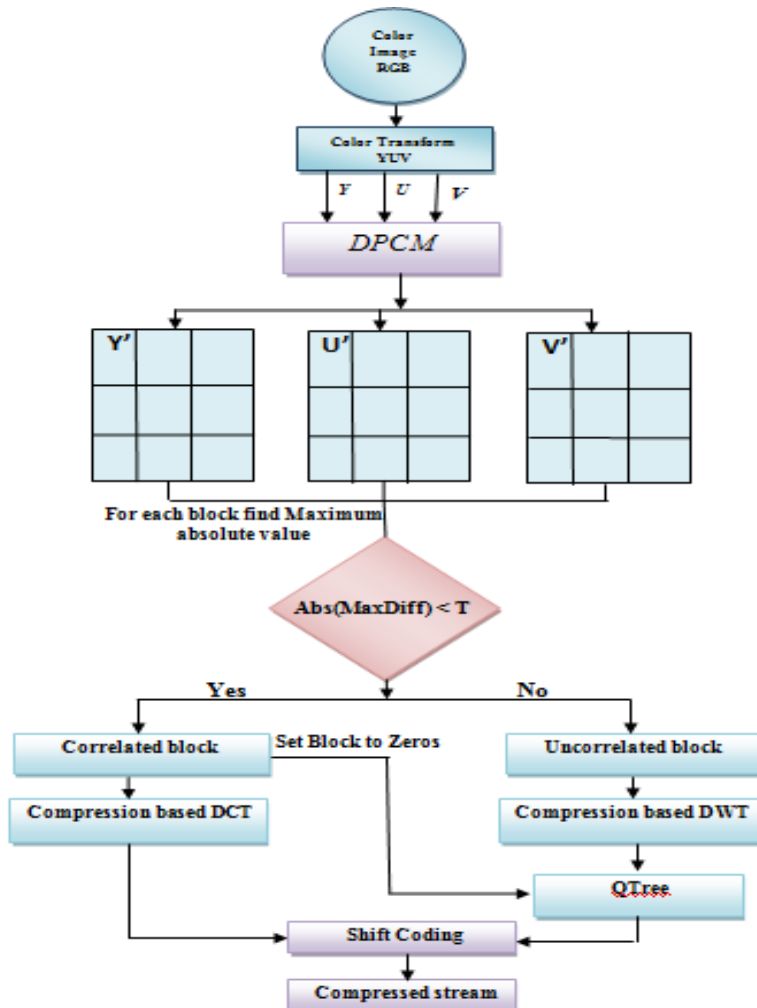 Color
Image
RGB
Color Transform
YUV
Y U V
DPCM
Y’ U’ V’
For each block find Maximum
absolute value
Abs(MaxDiff) < T
Yes No
Correlated block Set Block to Zeros Uncorrelated block
Compression based DCT Compression based DWT
QTree
Shift Coding
Compressed stream